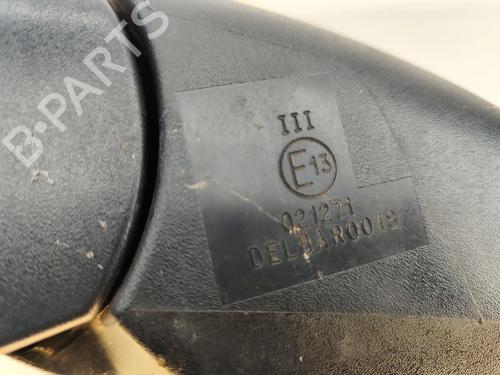 B-PARTS
III
E13
021271
DELBAR0018